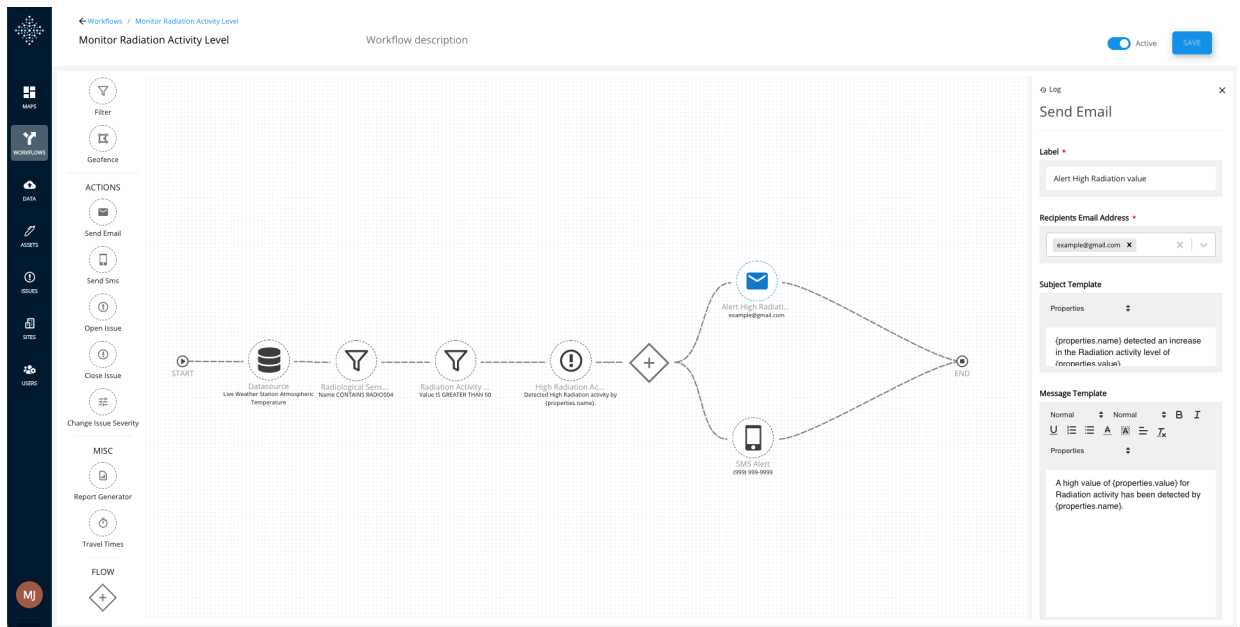 Workflows / Monitor Radiation Activity Level
Monitor Radiation Activity Level
Workflow description
Active
SAVE
MAPS
WORKFLOWS
DATA
ASSETS
ISSUES
SITES
USERS
MJ
Filter
Geofence
ACTIONS
Send Email
Send Sms
Open Issue
Close Issue
Change Issue Severity
MISC
Report Generator
Travel Times
FLOW
START
Datasource
Live Weather Station Atmospheric
Temperature
Radiological Sens...
Name CONTAINS RADIO004
Radiation Activity ...
Value IS GREATER THAN 60
High Radiation Ac...
Detected High Radiation activity by
{properties.name}.
Alert High Radiati...
example@gmail.com
SMS Alert
(999) 999-9999
END
Log
Send Email
Label *
Alert High Radiation value
Recipients Email Address *
example@gmail.com
Subject Template
Properties
{properties.name} detected an increase
in the Radiation activity level of
{properties.value}
Message Template
Normal Normal B I
U A A Tx
Properties
A high value of {properties.value} for
Radiation activity has been detected by
{properties.name}.